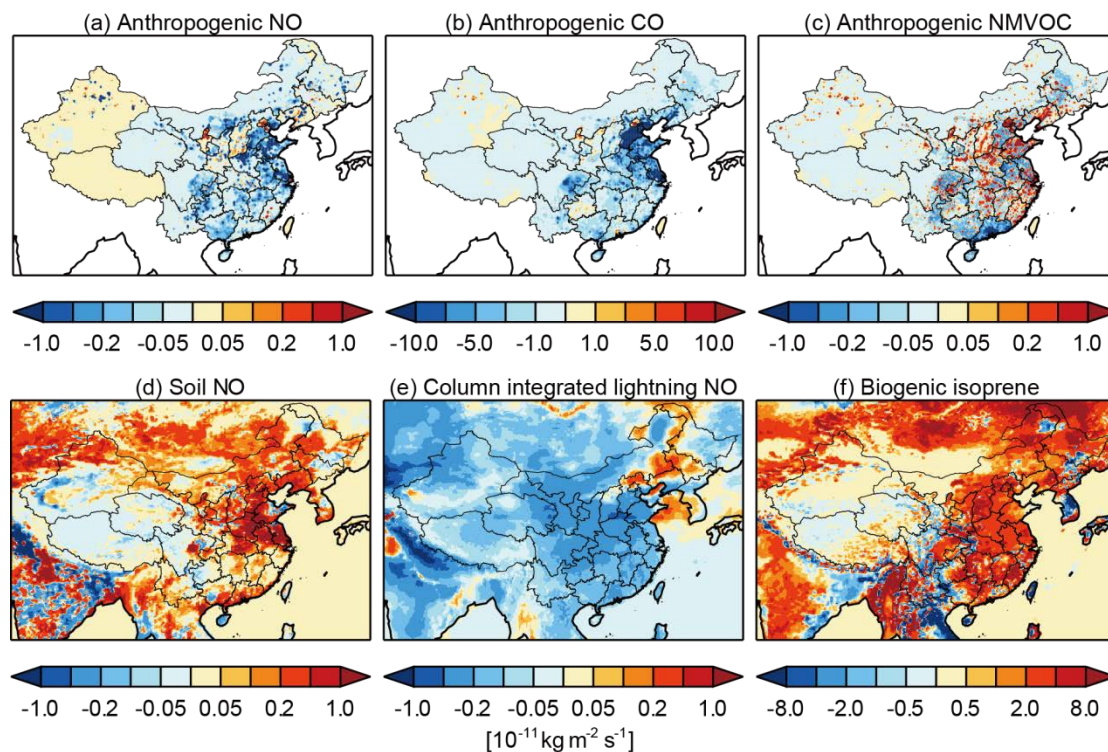 (a) Anthropogenic NO (b) Anthropogenic CO (c) Anthropogenic NMVOC
-1.0 -0.2 -0.05 0.05 0.2 1.0 -10.0 -5.0 -1.0 1.0 5.0 10.0 -1.0 -0.2 -0.05 0.05 0.2 1.0
(d) Soil NO (e) Column integrated lightning NO (f) Biogenic isoprene
-1.0 -0.2 -0.05 0.05 0.2 1.0 -1.0 -0.2 -0.05 0.05 0.2 1.0 -8.0 -2.0 -0.5 0.5 2.0 8.0
[10⁻¹¹ kg m⁻² s⁻¹]